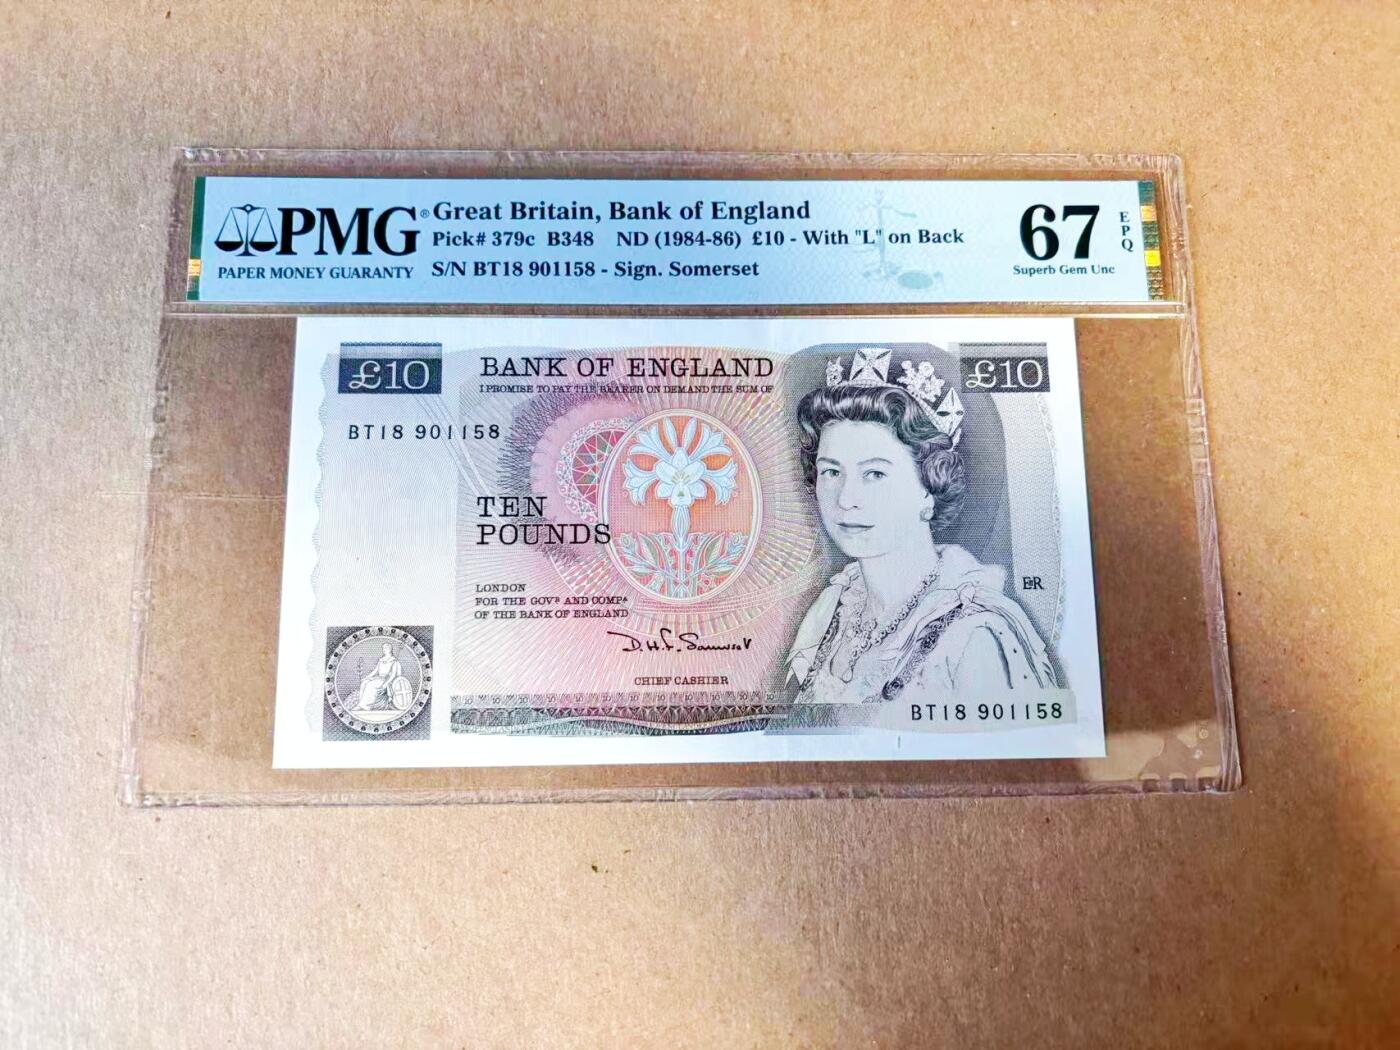 PMG®
PAPER MONEY GUARANTY
Great Britain, Bank of England
Pick# 379c B348 ND (1984-86) £10 - With "L" on Back
S/N BT18 901158 - Sign. Somerset
67
Superb Gem Unc
EPQ
£10
BANK OF ENGLAND
£10
I PROMISE TO PAY THE BEARER ON DEMAND THE SUM OF
BT18 901158
TEN
POUNDS
LONDON
FOR THE GOVR AND COMPA
OF THE BANK OF ENGLAND
EIIR
D.H.F. Somerset
CHIEF CASHIER
BT18 901158